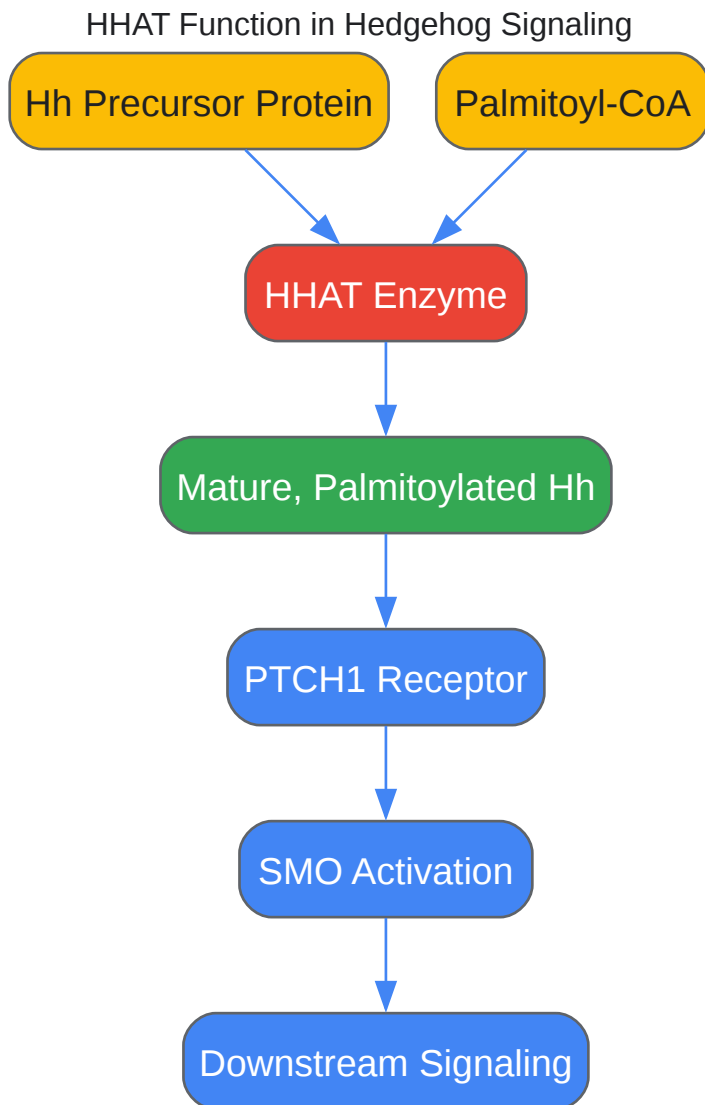 HHAT Function in Hedgehog Signaling
Hh Precursor Protein
Palmitoyl-CoA
HHAT Enzyme
Mature, Palmitoylated Hh
PTCH1 Receptor
SMO Activation
Downstream Signaling